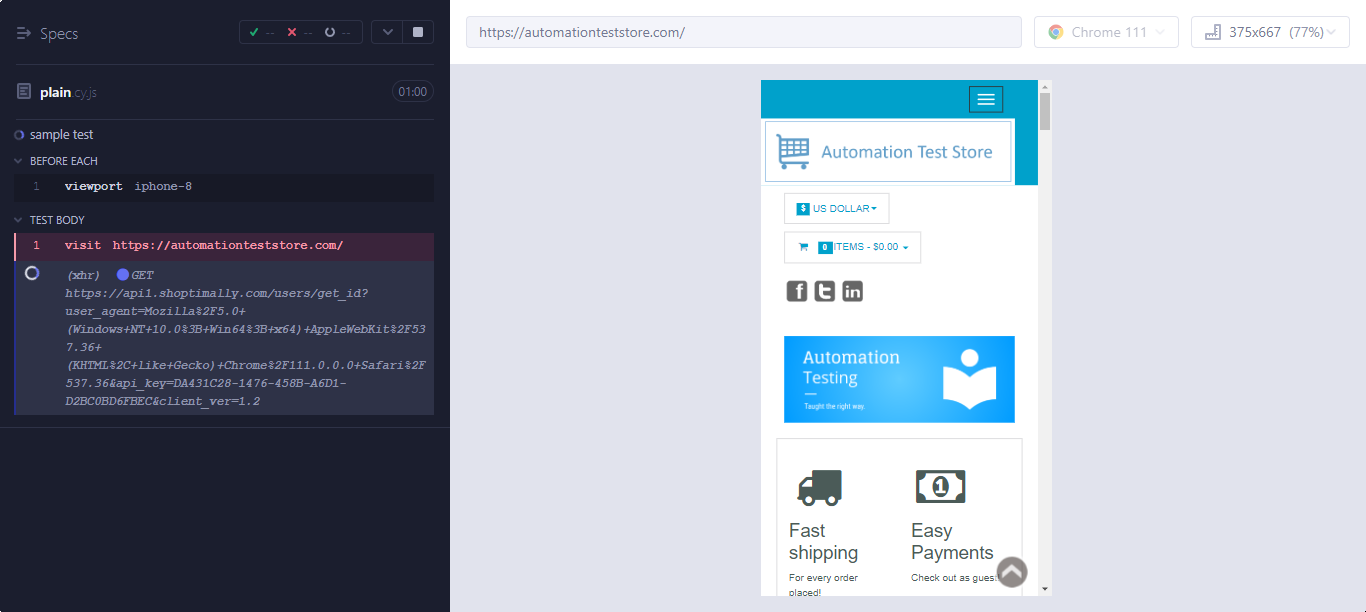 Specs
-- -- --
plain.cy.js
01:00
sample test
BEFORE EACH
1 viewport iphone-8
TEST BODY
1 visit https://automationteststore.com/
(xhr) GET
https://api1.shoptimally.com/users/get_id?
user_agent=Mozilla%2F5.0+
(Windows+NT+10.0%3B+Win64%3B+x64)+AppleWebKit%2F53
7.36+
(KHTML%2C+like+Gecko)+Chrome%2F111.0.0.0+Safari%2F
537.36&api_key=DA431C28-1476-458B-A6D1-
D2BC0BD6FBEC&client_ver=1.2
https://automationteststore.com/
Chrome 111
375x667 (77%)
Automation Test Store
$ US DOLLAR
0 ITEMS - $0.00
Automation
Testing
Taught the right way.
1
Fast
shipping
For every order
placed!
Easy
Payments
Check out as guest